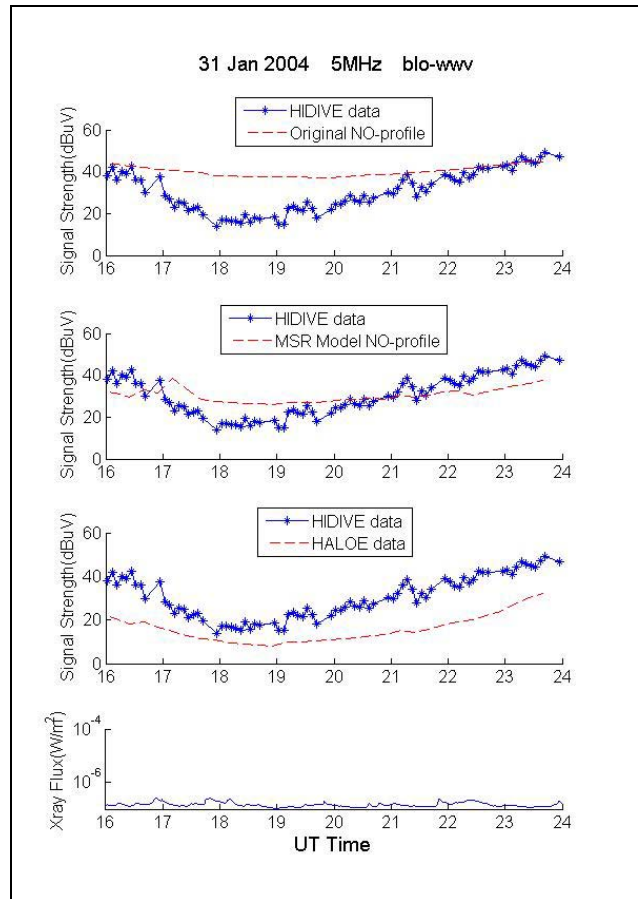 31 Jan 2004 5MHz blo-wwv
HIDIVE data
Original NO-profile
Signal Strength(dBuV)
60
40
20
0
16 17 18 19 20 21 22 23 24
HIDIVE data
MSR Model NO-profile
Signal Strength(dBuV)
60
40
20
0
16 17 18 19 20 21 22 23 24
HIDIVE data
HALOE data
Signal Strength(dBuV)
60
40
20
0
16 17 18 19 20 21 22 23 24
Xray Flux(W/m²)
10⁻⁴
10⁻⁶
16 17 18 19 20 21 22 23 24
UT Time